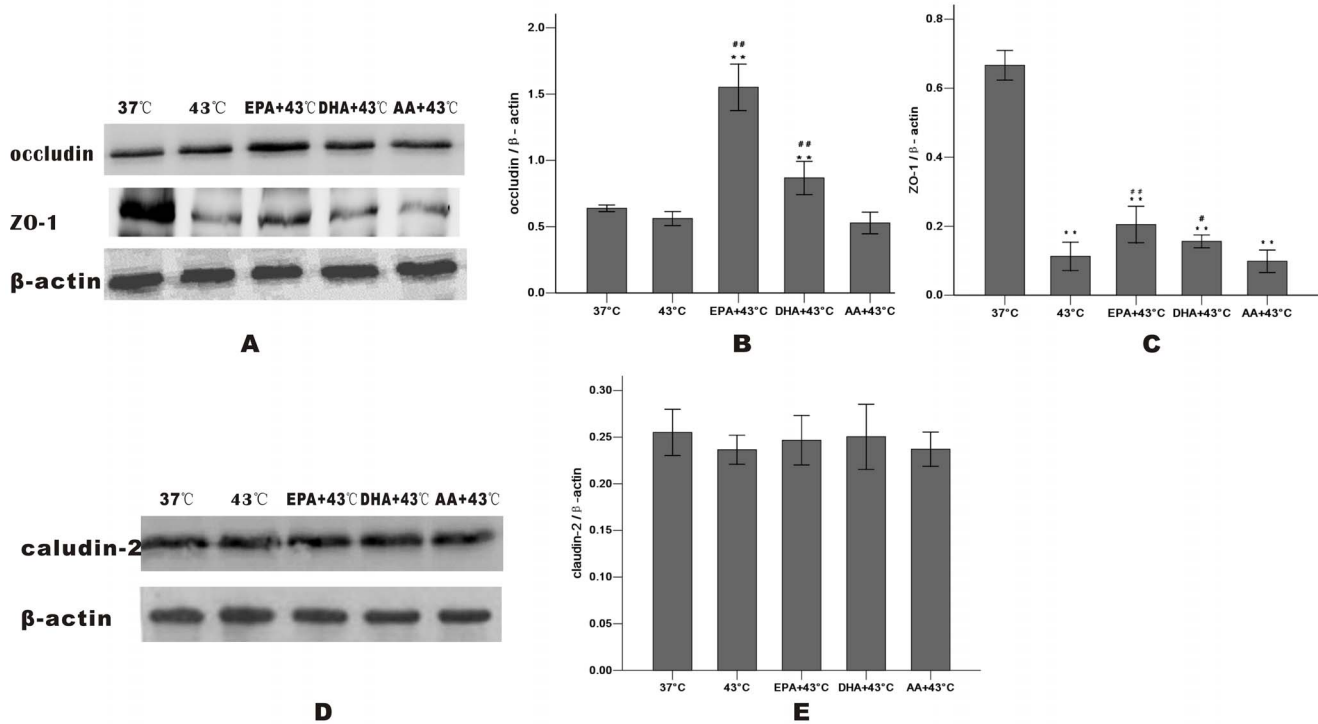 37℃ 43℃ EPA+43℃ DHA+43℃ AA+43℃
occludin
ZO-1
β-actin
A
occludin / β - actin
2.0
1.5
1.0
0.5
0.0
##
**
##
**
37°C 43°C EPA+43°C DHA+43°C AA+43°C
B
ZO-1 / β - actin
0.8
0.6
0.4
0.2
0.0
**
##
**
#
**
**
37°C 43°C EPA+43°C DHA+43°C AA+43°C
C
37℃ 43℃ EPA+43℃ DHA+43℃ AA+43℃
caludin-2
β-actin
D
claudin-2 / β -actin
0.30
0.25
0.20
0.15
0.10
0.05
0.00
37°C 43°C EPA+43°C DHA+43°C AA+43°C
E